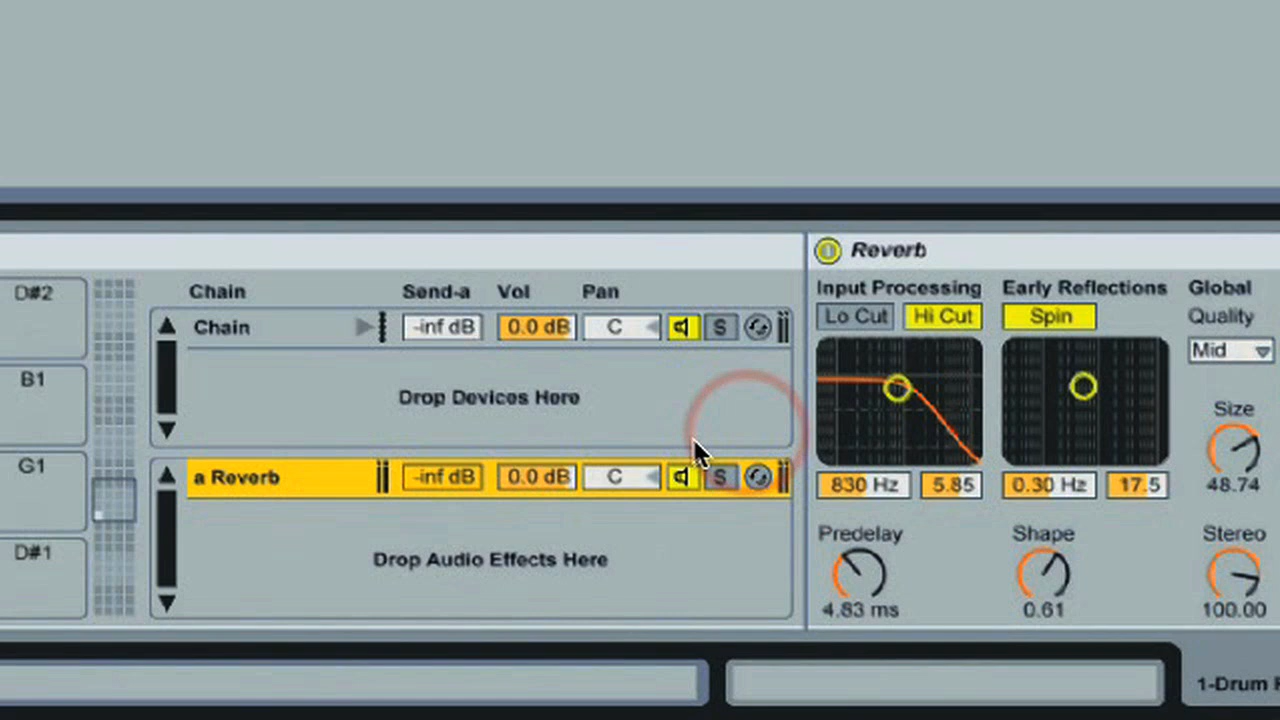 Reverb
D#2
B1
G1
D#1
Chain Send-a Vol Pan
Chain -inf dB 0.0 dB C S
Drop Devices Here
a Reverb -inf dB 0.0 dB C S
Drop Audio Effects Here
Input Processing Early Reflections Global
Lo Cut Hi Cut Spin Quality
Mid
Size
48.74
830 Hz 5.85 0.30 Hz 17.5
Predelay Shape Stereo
4.83 ms 0.61 100.00
1-Drum